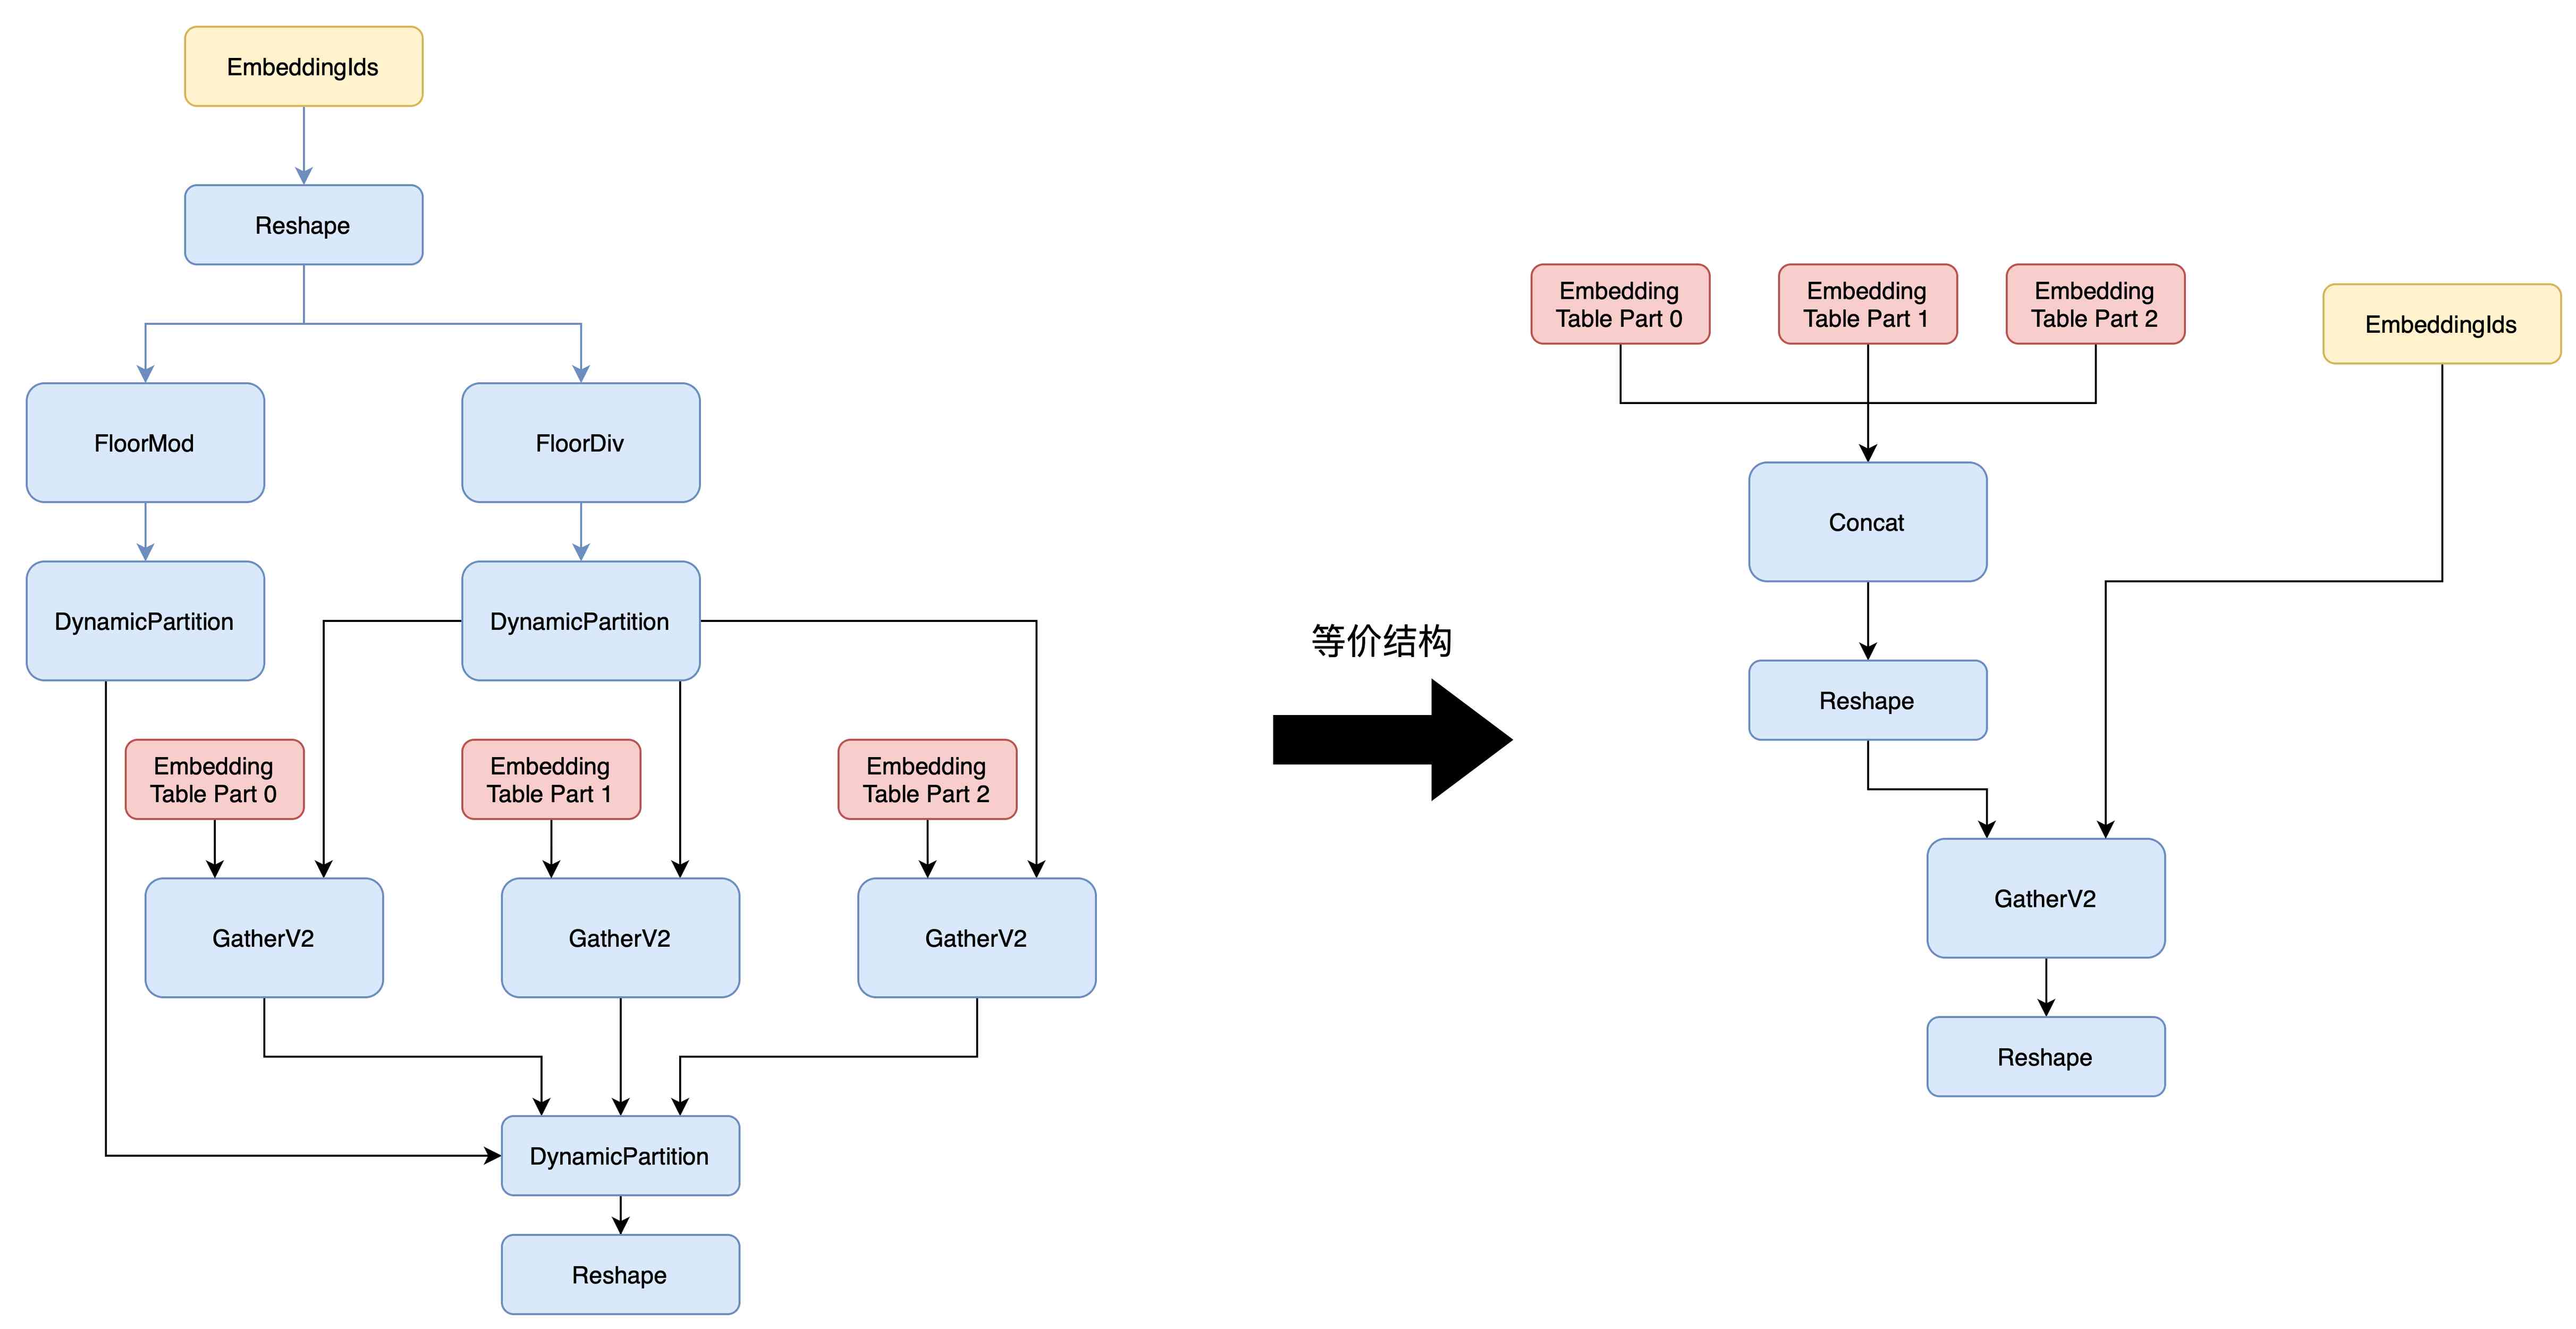 EmbeddingIds
Reshape
FloorMod
FloorDiv
DynamicPartition
DynamicPartition
Embedding
Table Part 0
Embedding
Table Part 1
Embedding
Table Part 2
GatherV2
GatherV2
GatherV2
DynamicPartition
Reshape
等价结构
Embedding
Table Part 0
Embedding
Table Part 1
Embedding
Table Part 2
EmbeddingIds
Concat
Reshape
GatherV2
Reshape